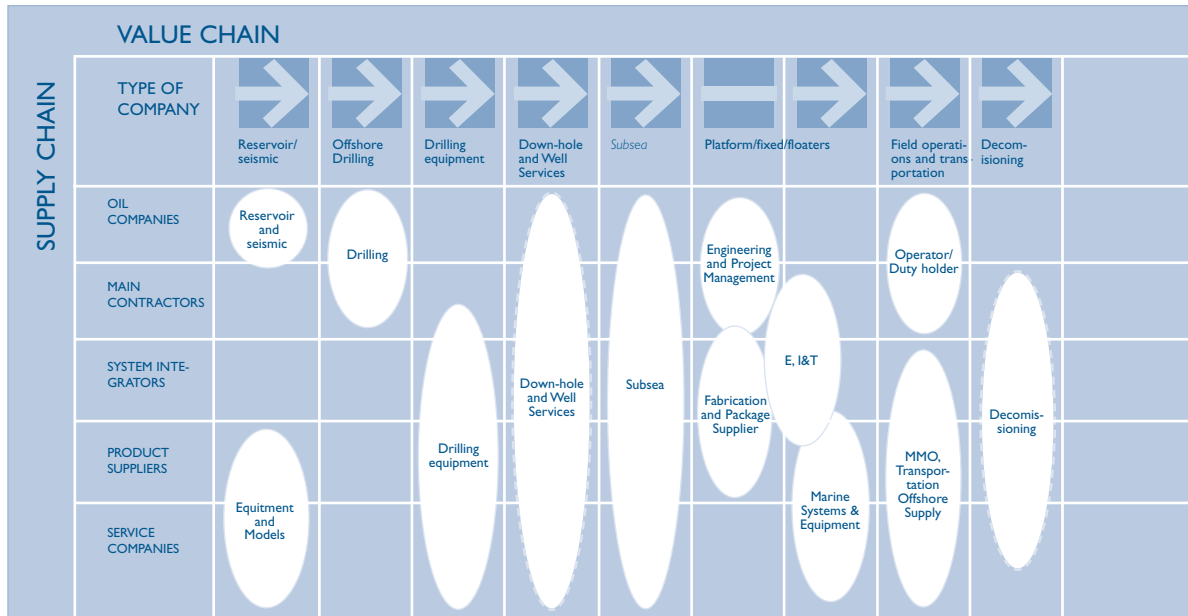 VALUE CHAIN
SUPPLY CHAIN
TYPE OF
COMPANY
Reservoir/
seismic
Offshore
Drilling
Drilling
equipment
Down-hole
and Well
Services
Subsea
Platform/fixed/floaters
Field operati-
ons and trans-
portation
Decom-
isioning
OIL
COMPANIES
Reservoir
and
seismic
Drilling
Engineering
and Project
Management
Operator/
Duty holder
MAIN
CONTRACTORS
SYSTEM INTE-
GRATORS
Down-hole
and Well
Services
Subsea
E, I&T
Fabrication
and Package
Supplier
Decomis-
sioning
PRODUCT
SUPPLIERS
Drilling
equipment
MMO,
Transpor-
tation
Offshore
Supply
SERVICE
COMPANIES
Equitment
and
Models
Marine
Systems &
Equipment